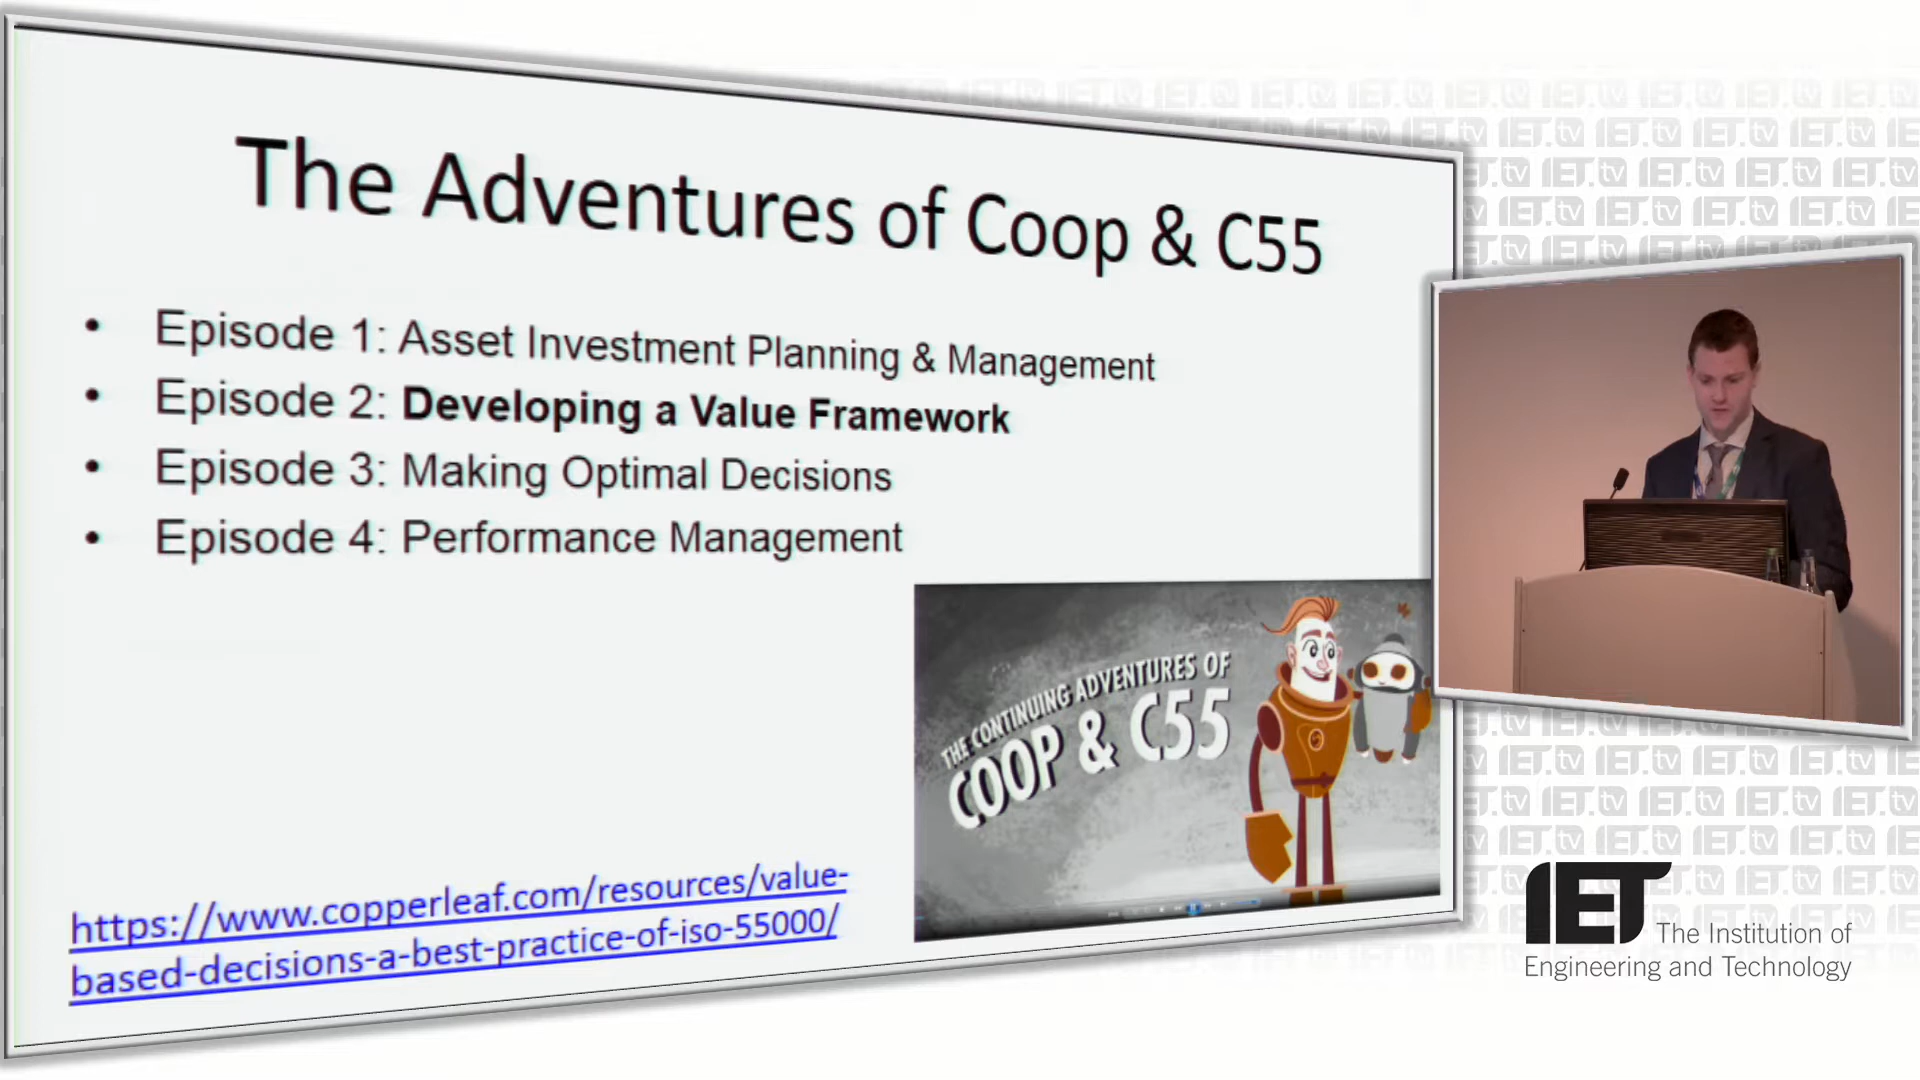 The Adventures of Coop & C55
• Episode 1: Asset Investment Planning & Management
• Episode 2: Developing a Value Framework
• Episode 3: Making Optimal Decisions
• Episode 4: Performance Management
THE CONTINUING ADVENTURES OF
COOP & C55
https://www.copperleaf.com/resources/value-
based-decisions-a-best-practice-of-iso-55000/
IET.tv
IET The Institution of
Engineering and Technology